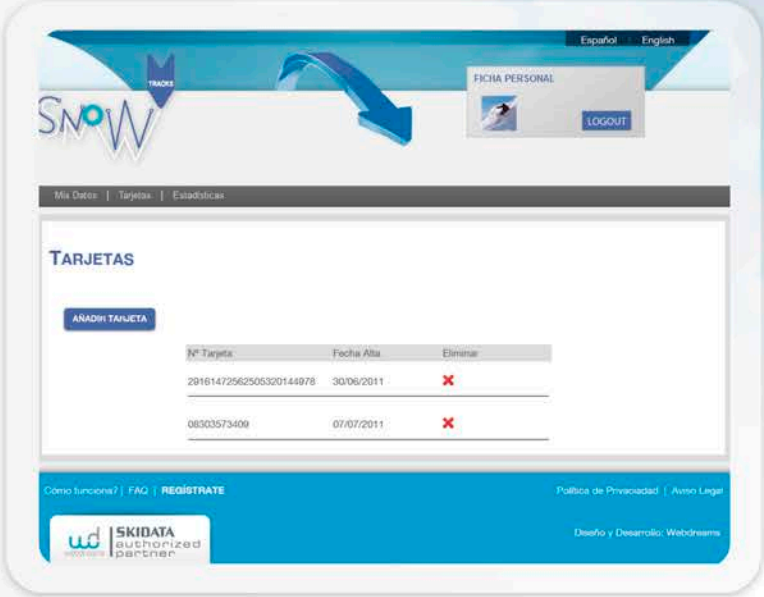 Español English
TRACKS
SNOW
FICHA PERSONAL
LOGOUT
Mis Datos | Tarjetas | Estadísticas
TARJETAS
AÑADIR TARJETA
Nº Tarjeta Fecha Alta Eliminar
29161472562505320144978 30/06/2011
08303573409 07/07/2011
Cómo funciona? | FAQ | REGÍSTRATE
Política de Privaciadad | Aviso Legal
wd SKIDATA
authorized
partner
Diseño y Desarrollo: Webdreams